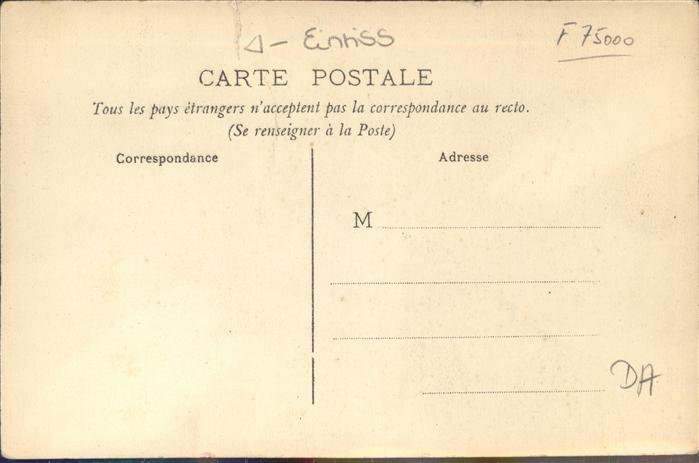 △ - Einriss
F 75000
CARTE POSTALE
Tous les pays étrangers n'acceptent pas la correspondance au recto.
(Se renseigner à la Poste)
Correspondance
Adresse
M
DA